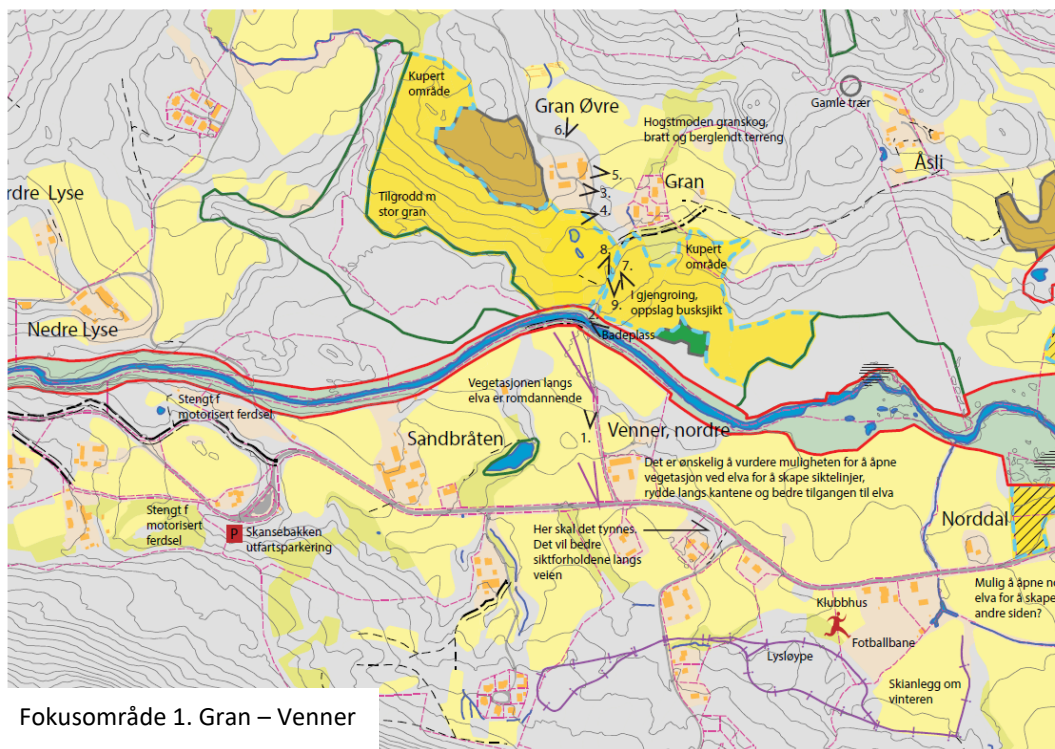 Kupert
område
Gran Øvre
6.
Hogstmoden granskog,
bratt og berglendt terreng
Gamle trær
Åsli
5.
3.
Gran
4.
rdre Lyse
Tilgrodd m
stor gran
8.
7.
Kupert
område
9.
I gjengroing,
oppslag busksjikt
2.
Badeplass
Nedre Lyse
Stengt f
motorisert ferdsel
Vegetasjonen langs
elva er romdannende
1.
Sandbråten
Venner, nordre
Det er ønskelig å vurdere muligheten for å åpne
vegetasjon ved elva for å skape siktelinjer,
rydde langs kantene og bedre tilgangen til elva
Stengt f
motorisert
ferdsel
P
Skansebakken
utfartsparkering
Her skal det tynnes.
Det vil bedre
siktforholdene langs
veien
Norddal
Mulig å åpne ne
elva for å skape
andre siden?
Klubbhus
Fotballbane
Lysløype
Skianlegg om
vinteren
Fokusområde 1. Gran – Venner